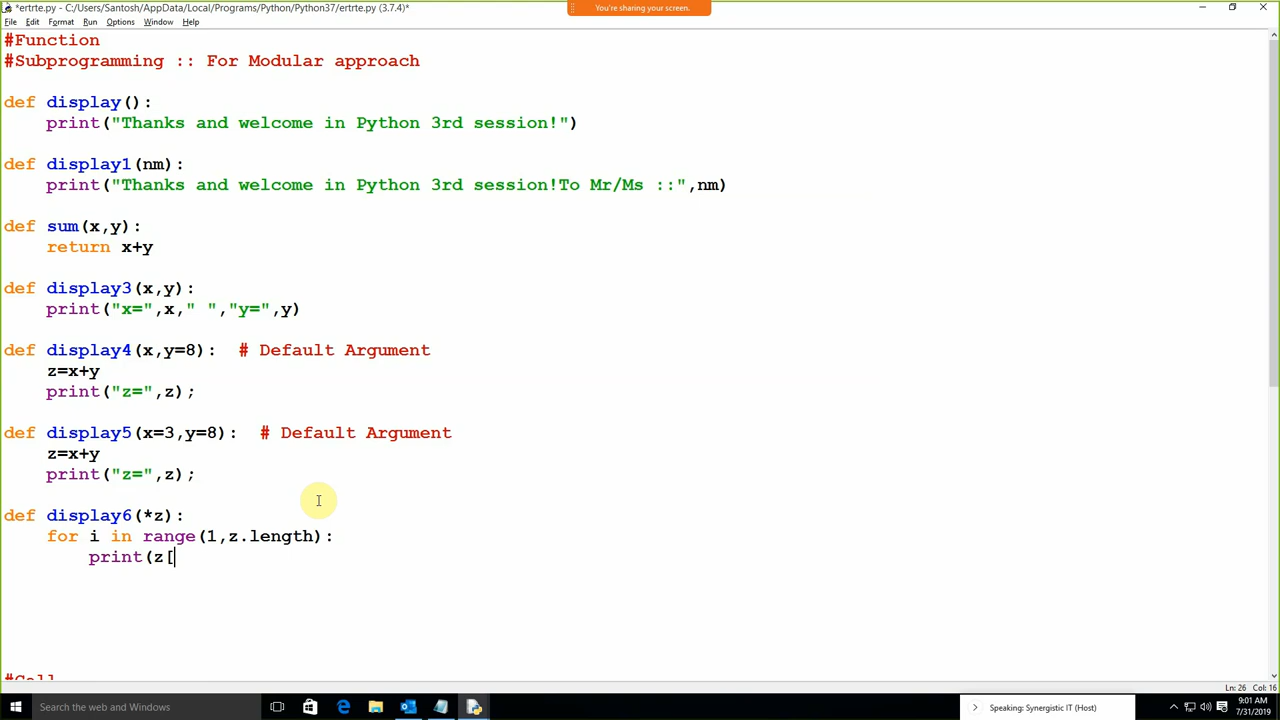 *ertrte.py - C:/Users/Santosh/AppData/Local/Programs/Python/Python37/ertrte.py (3.7.4)*
You're sharing your screen.
File Edit Format Run Options Window Help
#Function
#Subprogramming :: For Modular approach
def display():
    print("Thanks and welcome in Python 3rd session!")
def display1(nm):
    print("Thanks and welcome in Python 3rd session!To Mr/Ms ::",nm)
def sum(x,y):
    return x+y
def display3(x,y):
    print("x=",x," ","y=",y)
def display4(x,y=8):  # Default Argument
    z=x+y
    print("z=",z);
def display5(x=3,y=8):  # Default Argument
    z=x+y
    print("z=",z);
def display6(*z):
    for i in range(1,z.length):
        print(z[
#Call
Ln: 26 Col: 16
Search the web and Windows
Speaking: Synergistic IT (Host)
9:01 AM
7/31/2019